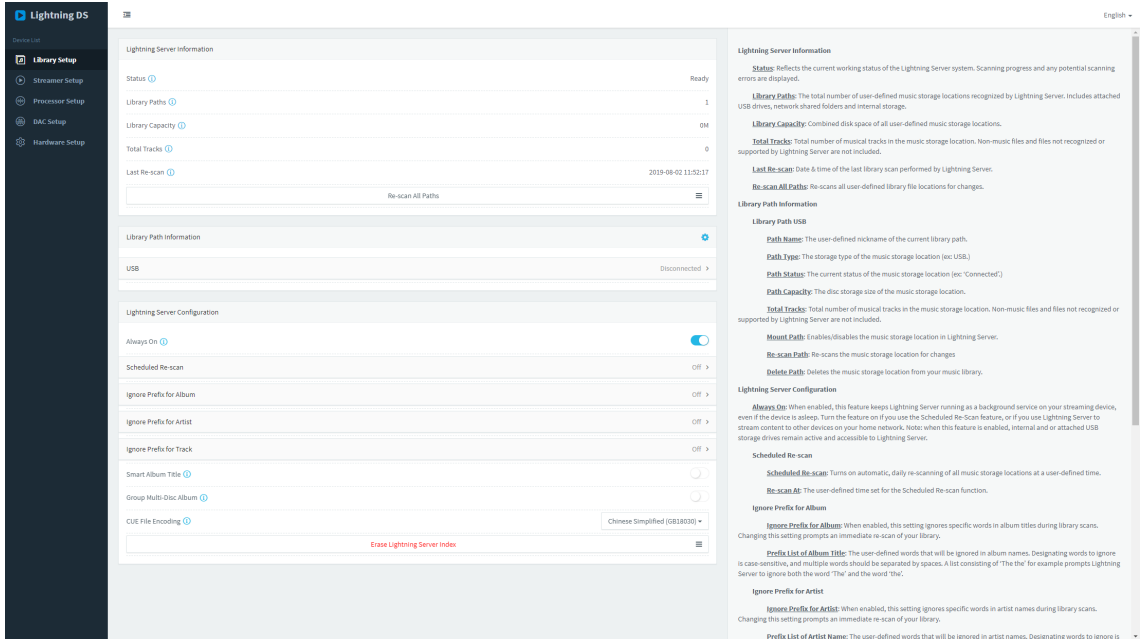 Lightning DS
English
Device List
Library Setup
Streamer Setup
Processor Setup
DAC Setup
Hardware Setup
Lightning Server Information
Status
Ready
Library Paths
1
Library Capacity
0M
Total Tracks
0
Last Re-scan
2019-08-02 11:52:17
Re-scan All Paths
Library Path Information
USB
Disconnected
Lightning Server Configuration
Always On
Scheduled Re-scan
Off
Ignore Prefix for Album
Off
Ignore Prefix for Artist
Off
Ignore Prefix for Track
Off
Smart Album Title
Group Multi-Disc Album
CUE File Encoding
Chinese Simplified (GB18030)
Erase Lightning Server Index
Lightning Server Information
Status: Reflects the current working status of the Lightning Server system. Scanning progress and any potential scanning
errors are displayed.
Library Paths: The total number of user-defined music storage locations recognized by Lightning Server. Includes attached
USB drives, network shared folders and internal storage.
Library Capacity: Combined disk space of all user-defined music storage locations.
Total Tracks: Total number of musical tracks in the music storage location. Non-music files and files not recognized or
supported by Lightning Server are not included.
Last Re-scan: Date & time of the last library scan performed by Lightning Server.
Re-scan All Paths: Re-scans all user-defined library file locations for changes.
Library Path Information
Library Path USB
Path Name: The user-defined nickname of the current library path.
Path Type: The storage type of the music storage location (ex: USB.)
Path Status: The current status of the music storage location (ex: 'Connected'.)
Path Capacity: The disc storage size of the music storage location.
Total Tracks: Total number of musical tracks in the music storage location. Non-music files and files not recognized or
supported by Lightning Server are not included.
Mount Path: Enables/disables the music storage location in Lightning Server.
Re-scan Path: Re-scans the music storage location for changes
Delete Path: Deletes the music storage location from your music library.
Lightning Server Configuration
Always On: When enabled, this feature keeps Lightning Server running as a background service on your streaming device,
even if the device is asleep. Turn the feature on if you use the Scheduled Re-Scan feature, or if you use Lightning Server to
stream content to other devices on your home network. Note: when this feature is enabled, internal and or attached USB
storage drives remain active and accessible to Lightning Server.
Scheduled Re-scan
Scheduled Re-scan: Turns on automatic, daily re-scanning of all music storage locations at a user-defined time.
Re-scan At: The user-defined time set for the Scheduled Re-scan function.
Ignore Prefix for Album
Ignore Prefix for Album: When enabled, this setting ignores specific words in album titles during library scans.
Changing this setting prompts an immediate re-scan of your library.
Prefix List of Album Title: The user-defined words that will be ignored in album names. Designating words to ignore
is case-sensitive, and multiple words should be separated by spaces. A list consisting of 'The the' for example prompts Lightning
Server to ignore both the word 'The' and the word 'the'.
Ignore Prefix for Artist
Ignore Prefix for Artist: When enabled, this setting ignores specific words in artist names during library scans.
Changing this setting prompts an immediate re-scan of your library.
Prefix List of Artist Name: The user-defined words that will be ignored in artist names. Designating words to ignore is